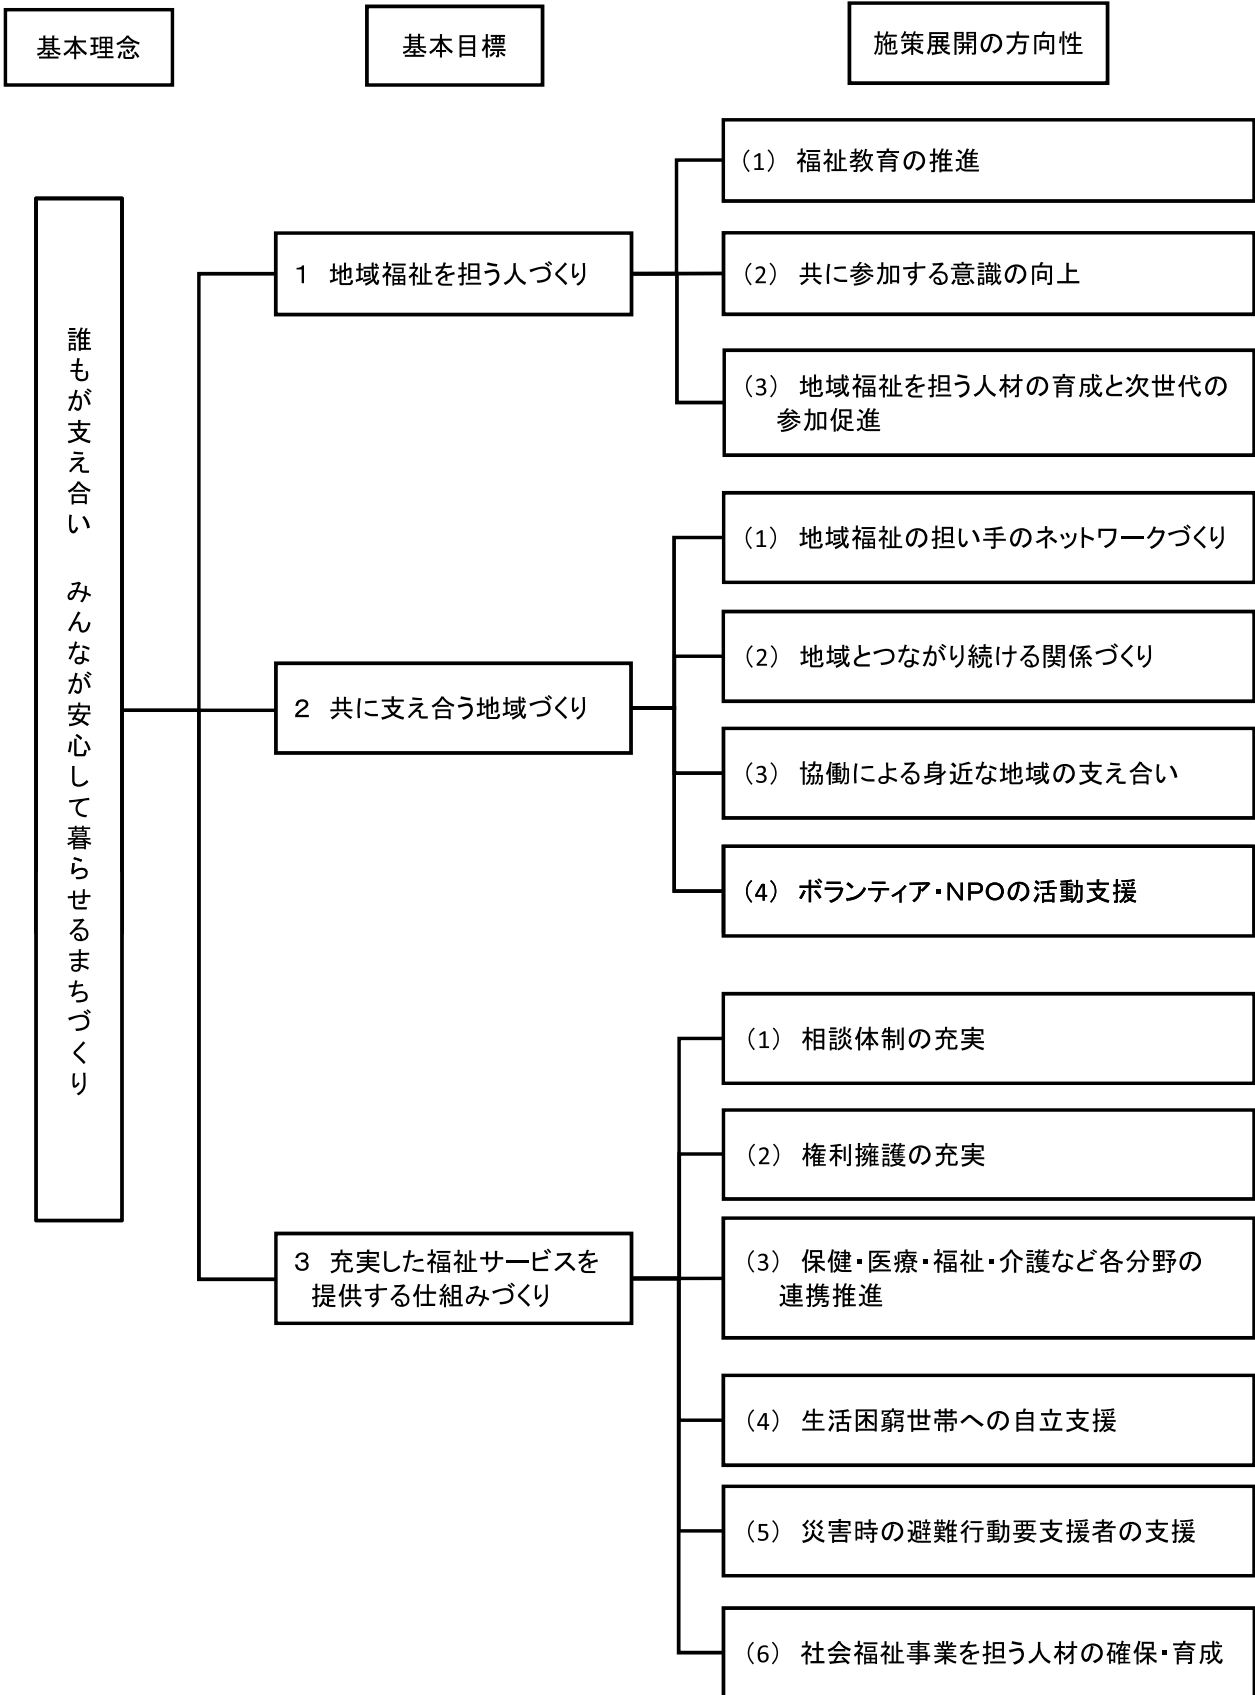 基本理念
基本目標
施策展開の方向性
誰もが支え合い　みんなが安心して暮らせるまちづくり
1　地域福祉を担う人づくり
(1)　福祉教育の推進
(2)　共に参加する意識の向上
(3)　地域福祉を担う人材の育成と次世代の
参加促進
2　共に支え合う地域づくり
(1)　地域福祉の担い手のネットワークづくり
(2)　地域とつながり続ける関係づくり
(3)　協働による身近な地域の支え合い
(4)　ボランティア・NPOの活動支援
3　充実した福祉サービスを
提供する仕組みづくり
(1)　相談体制の充実
(2)　権利擁護の充実
(3)　保健・医療・福祉・介護など各分野の
連携推進
(4)　生活困窮世帯への自立支援
(5)　災害時の避難行動要支援者の支援
(6)　社会福祉事業を担う人材の確保・育成